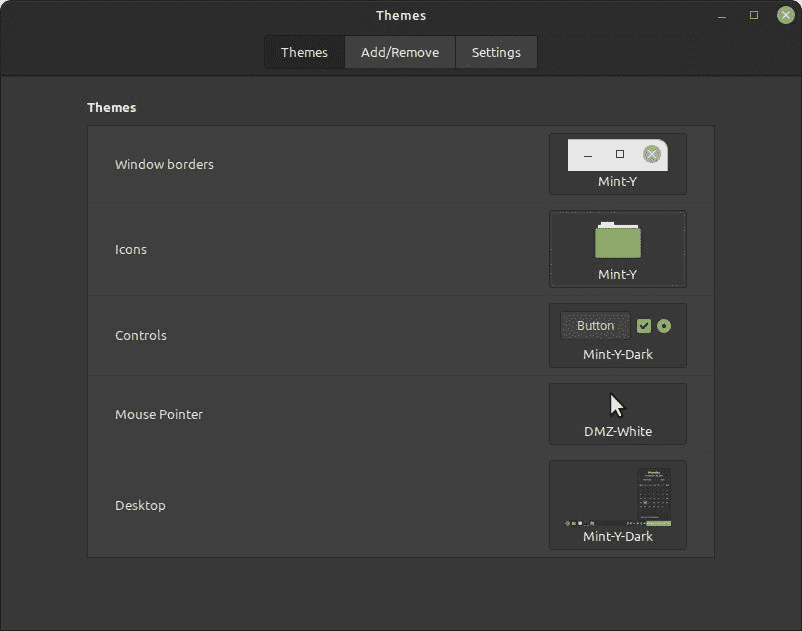 Themes
Themes Add/Remove Settings
Themes
Window borders
Mint-Y
Icons
Mint-Y
Controls
Button
Mint-Y-Dark
Mouse Pointer
DMZ-White
Desktop
Mint-Y-Dark